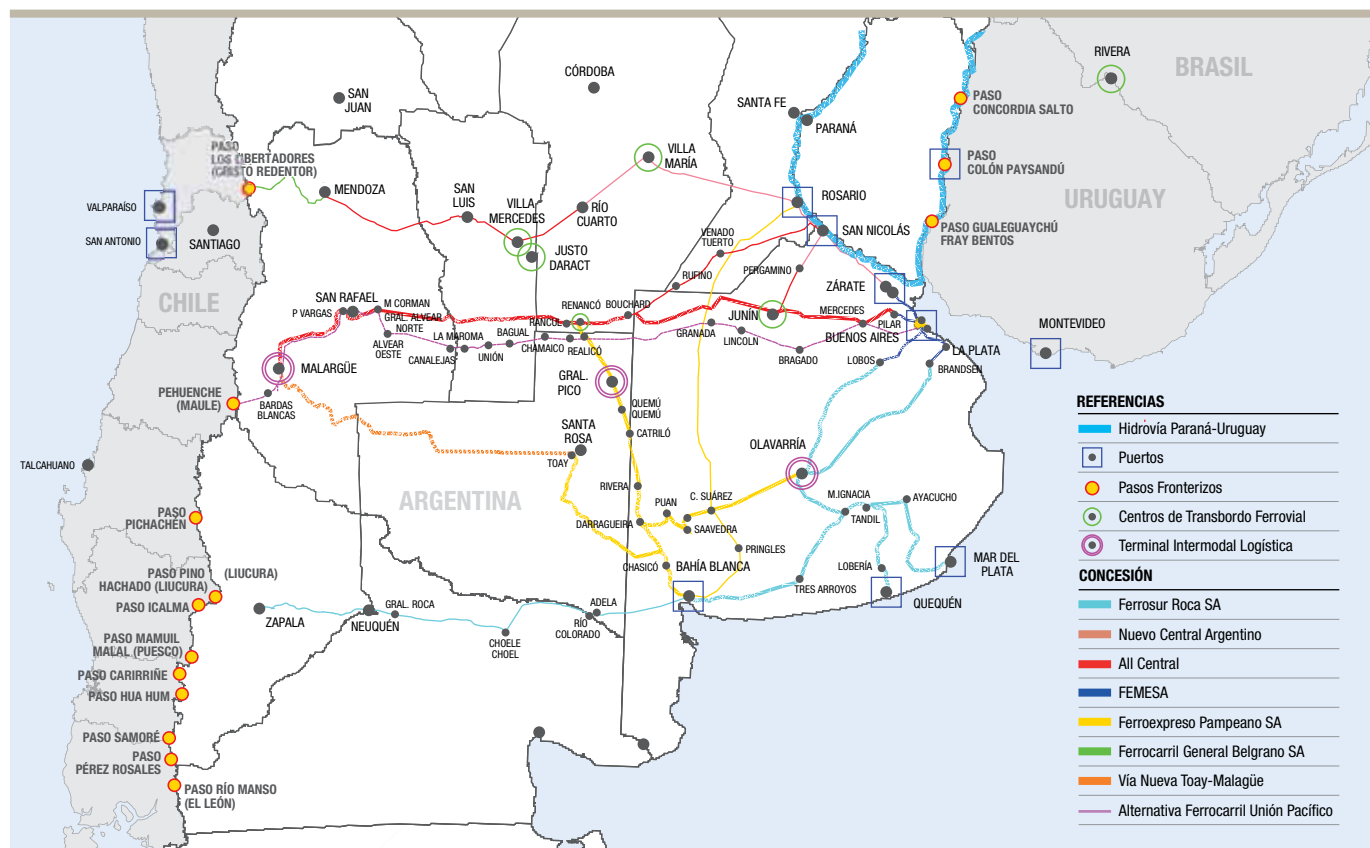 BRASIL
RIVERA
CÓRDOBA
SAN
JUAN
SANTA FE
PARANÁ
PASO
CONCORDIA SALTO
PASO
LOS LIBERTADORES
(CRISTO REDENTOR)
VILLA
MARÍA
PASO
COLÓN PAYSANDÚ
MENDOZA
SAN
LUIS
VILLA
MERCEDES
RÍO
CUARTO
ROSARIO
URUGUAY
VALPARAÍSO
SAN ANTONIO
SANTIAGO
JUSTO
DARACT
VENADO
TUERTO
SAN NICOLÁS
PASO GUALEGUAYCHÚ
FRAY BENTOS
RUFINO
PERGAMINO
ZÁRATE
CHILE
SAN RAFAEL
M CORMAN
P VARGAS
GRAL. ALVEAR
NORTE
RENANCÓ
BOUCHARD
RANCUL
JUNÍN
MERCEDES
PILAR
BUENOS AIRES
MONTEVIDEO
ALVEAR
OESTE
LA MAROMA
CANALEJAS
UNIÓN
BAGUAL
CHAMAICO
REALICÓ
GRANADA
LINCOLN
BRAGADO
LOBOS
LA PLATA
BRANDSEN
MALARGÜE
GRAL.
PICO
PEHUENCHE
(MAULE)
BARDAS
BLANCAS
QUEMÚ
QUEMÚ
CATRILÓ
SANTA
ROSA
TOAY
OLAVARRÍA
TALCAHUANO
ARGENTINA
RIVERA
PUAN
C. SUÁREZ
M.IGNACIA
AYACUCHO
TANDIL
DARRAGUEIRA
SAAVEDRA
PASO
PICHACHÉN
PRINGLES
CHASICÓ
BAHÍA BLANCA
LOBERÍA
MAR DEL
PLATA
PASO PINO
HACHADO (LIUCURA)
(LIUCURA)
TRES ARROYOS
QUEQUÉN
PASO ICALMA
ZAPALA
NEUQUÉN
GRAL. ROCA
ADELA
RÍO
COLORADO
CHOELE
CHOEL
PASO MAMUIL
MALAL (PUESCO)
PASO CARIRRIÑE
PASO HUA HUM
PASO SAMORÉ
PASO
PÉREZ ROSALES
PASO RÍO MANSO
(EL LEÓN)
REFERENCIAS
Hidrovía Paraná-Uruguay
Puertos
Pasos Fronterizos
Centros de Transbordo Ferrovial
Terminal Intermodal Logística
CONCESIÓN
Ferrosur Roca SA
Nuevo Central Argentino
All Central
FEMESA
Ferroexpreso Pampeano SA
Ferrocarril General Belgrano SA
Vía Nueva Toay-Malagüe
Alternativa Ferrocarril Unión Pacífico